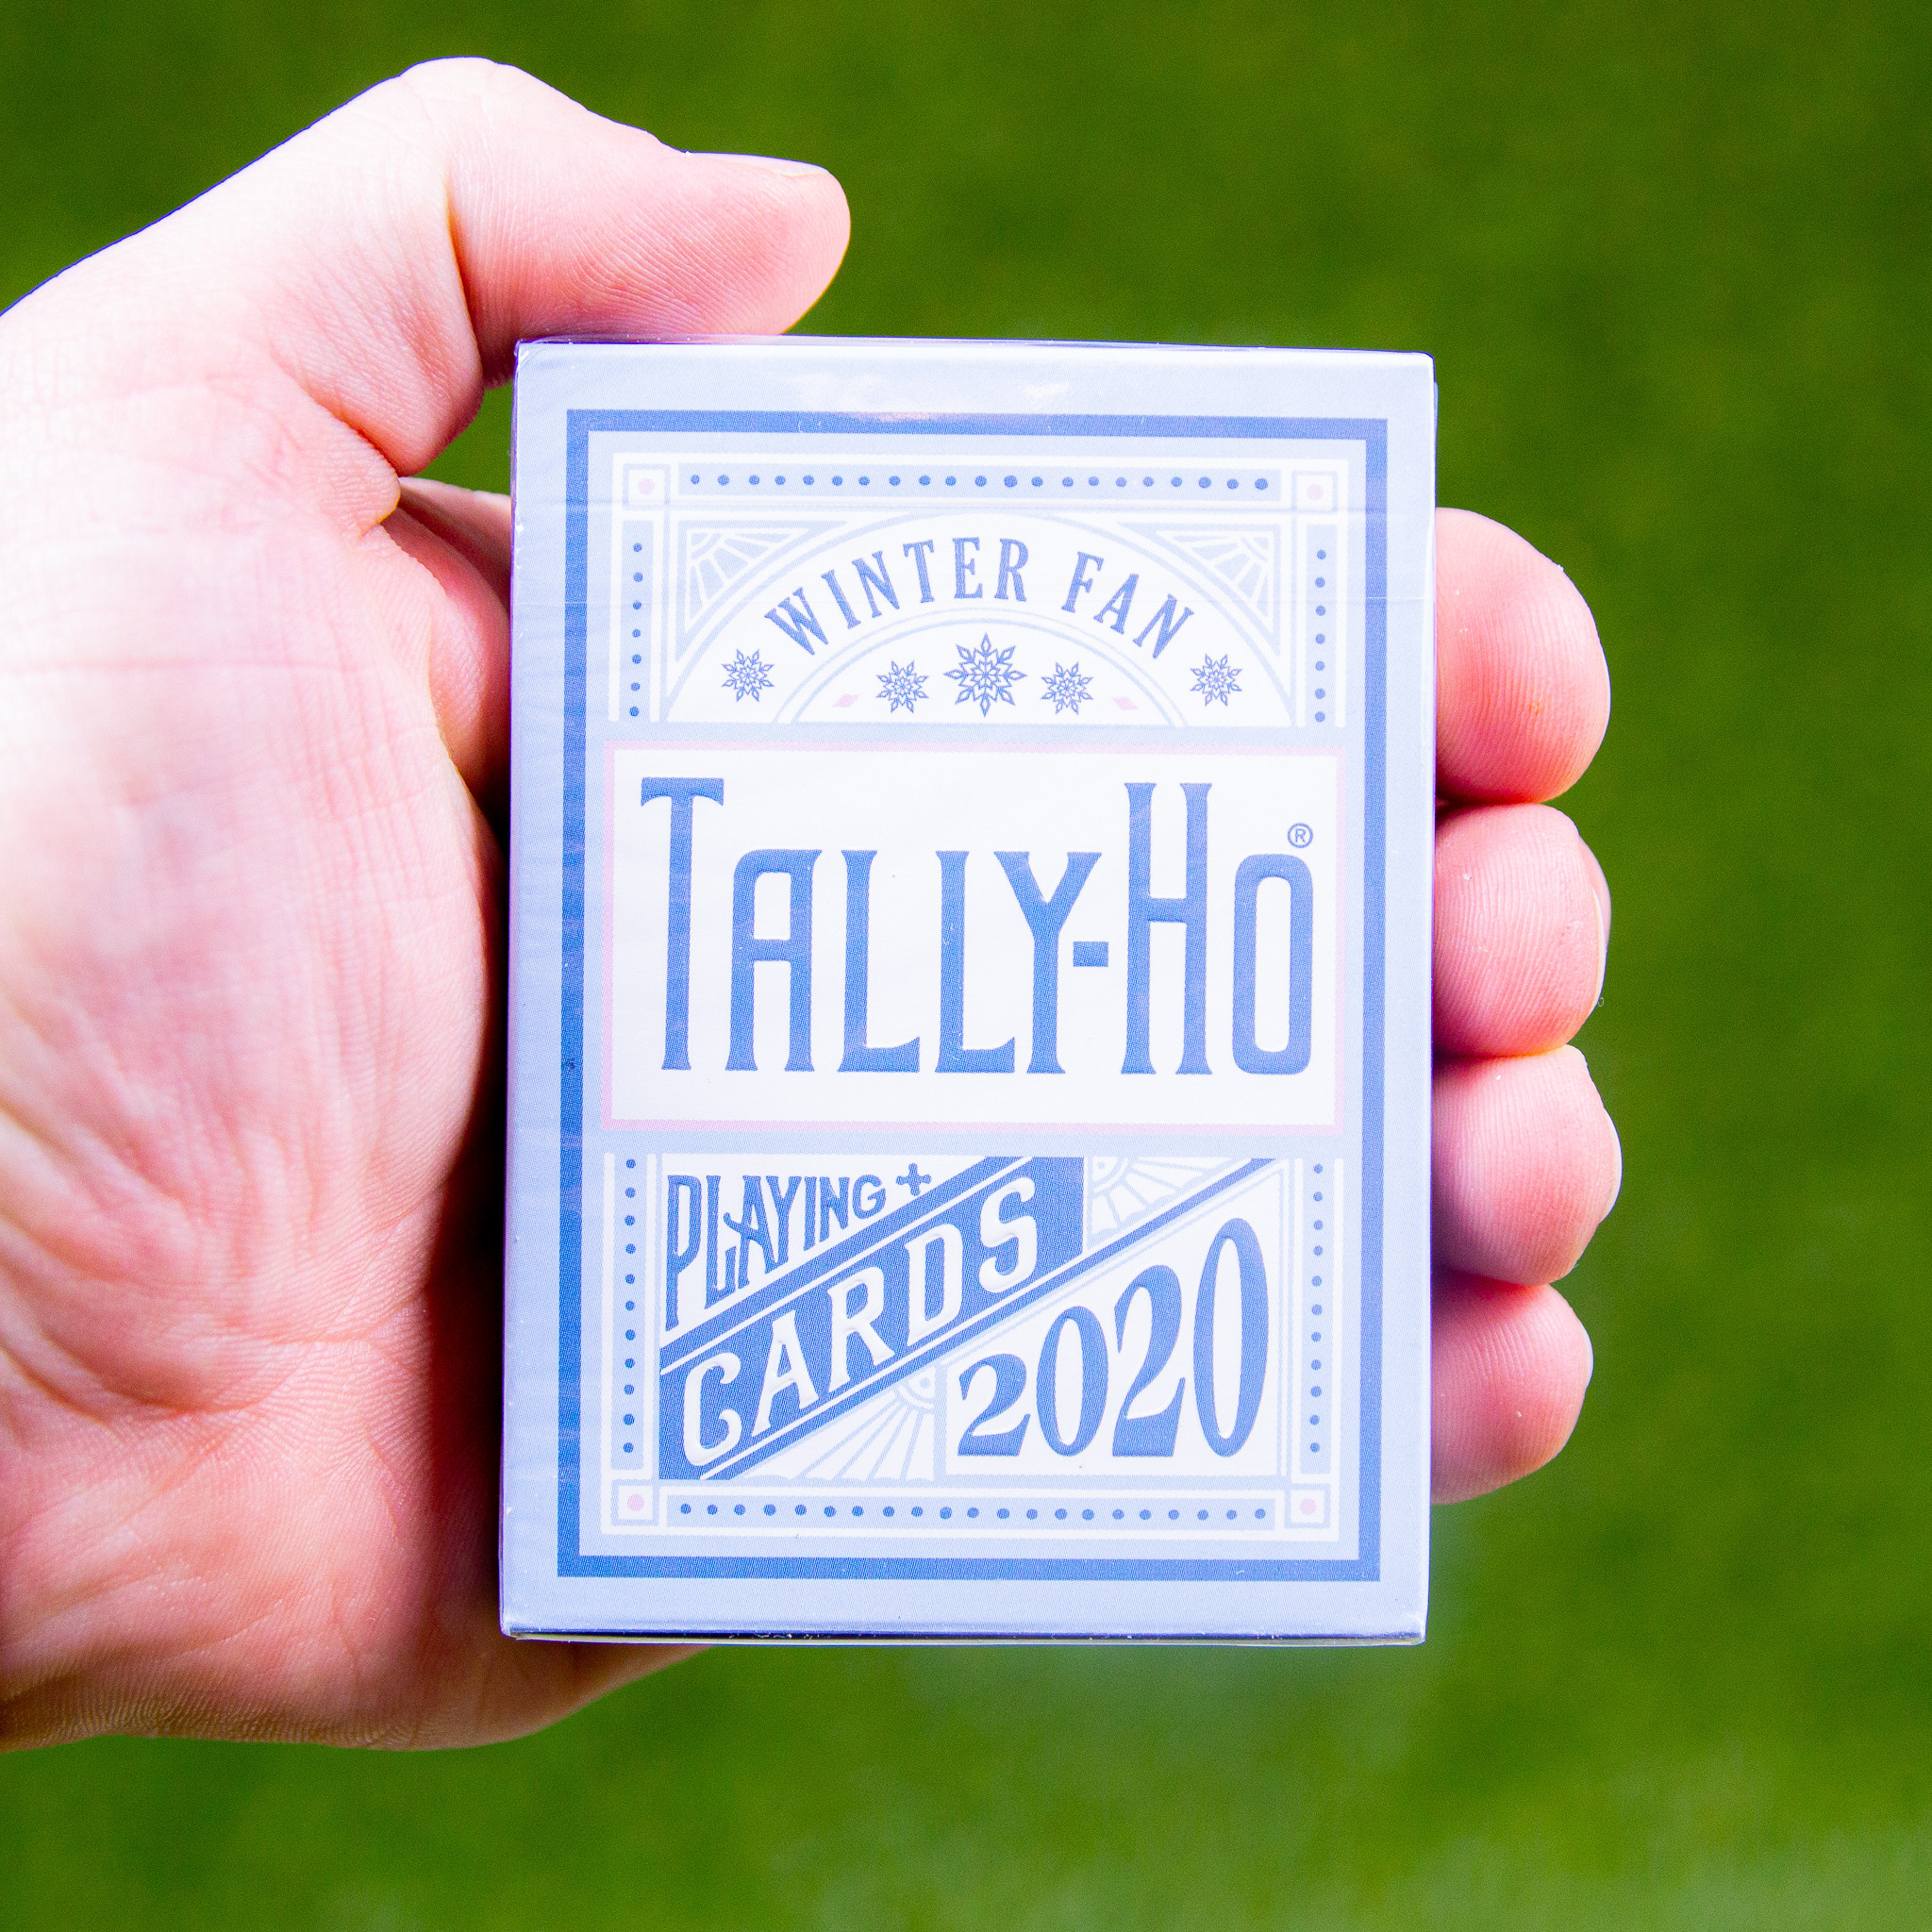 WINTER FAN
TALLY-HO®
PLAYING
CARDS
2020